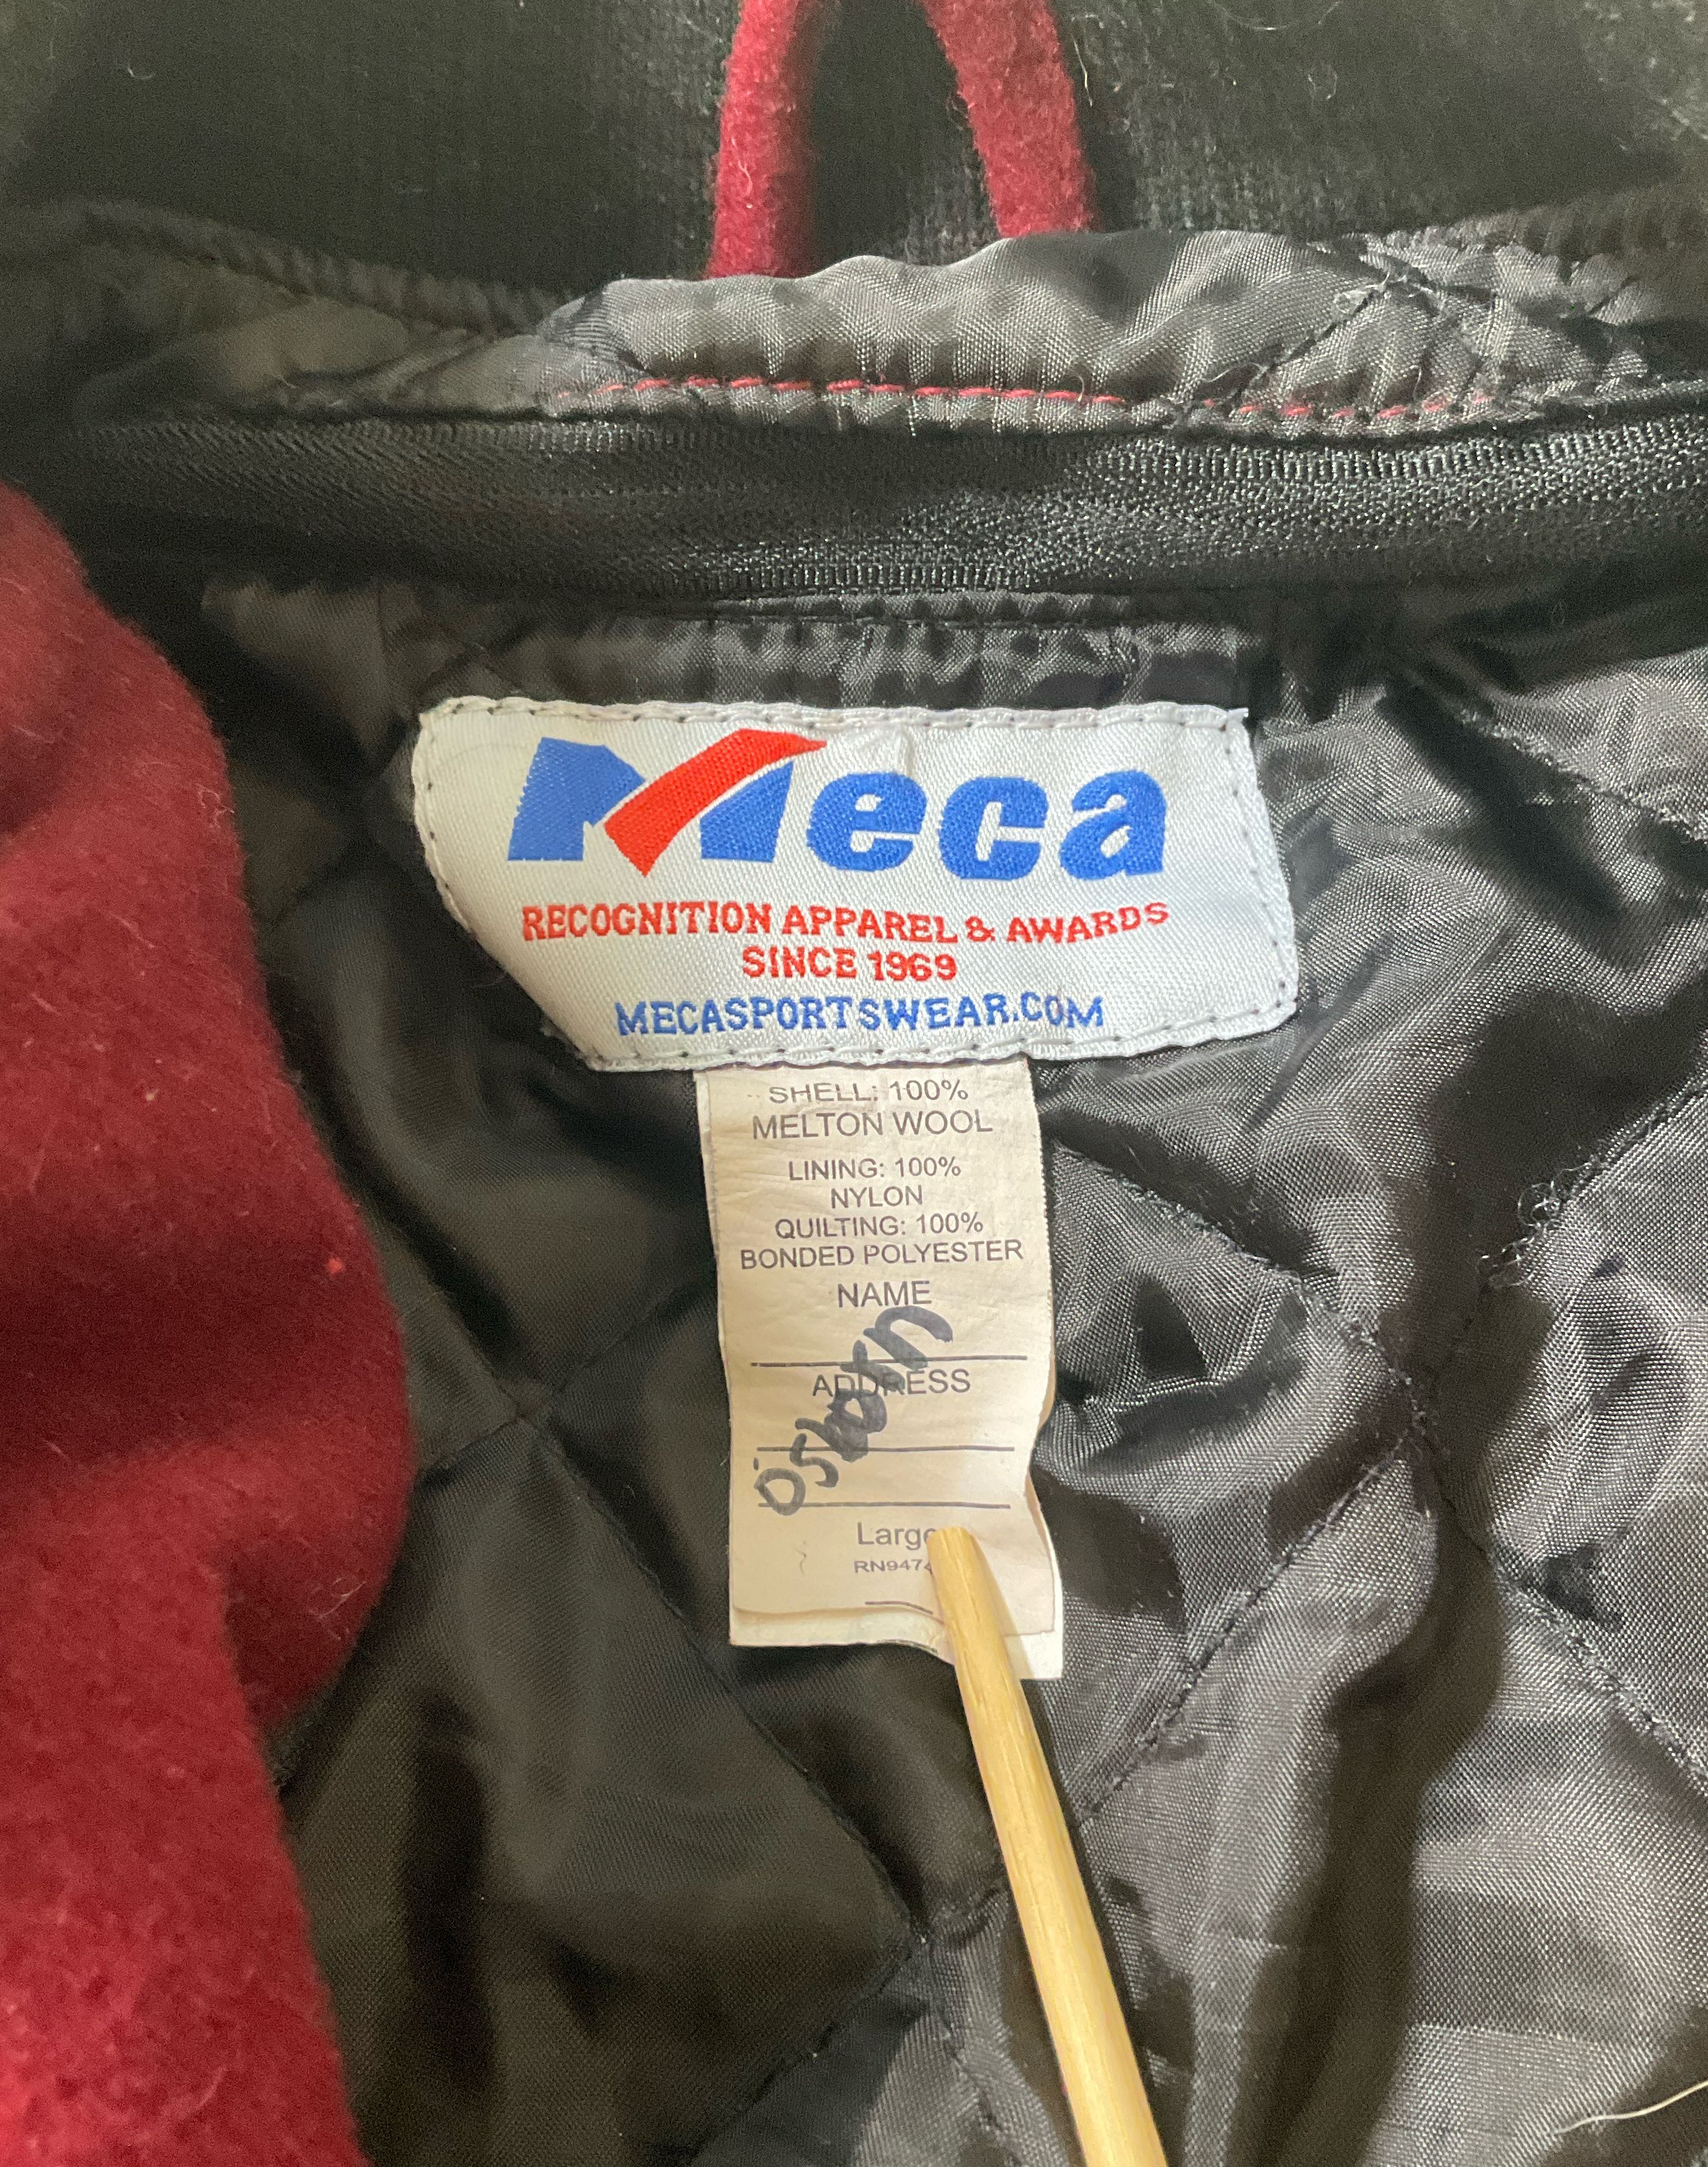 Meca
RECOGNITION APPAREL & AWARDS
SINCE 1969
MECASPORTSWEAR.COM
SHELL: 100%
MELTON WOOL
LINING: 100%
NYLON
QUILTING: 100%
BONDED POLYESTER
NAME
ADDRESS
Osborn
Large